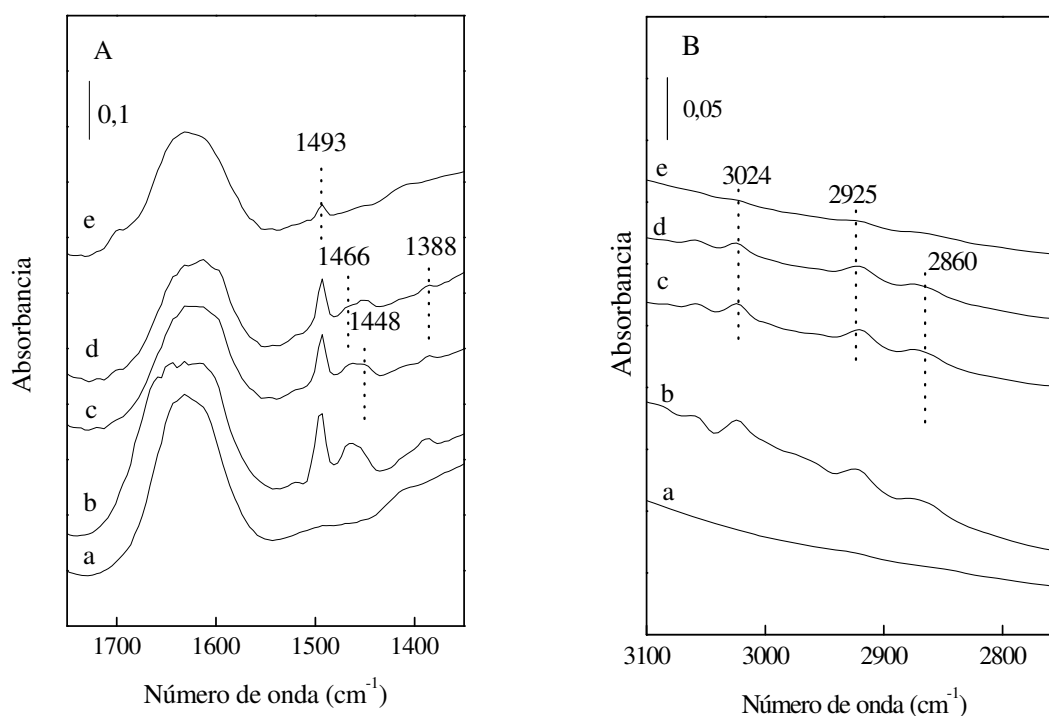 A
0,1
1493
e
1466
1388
1448
d
c
b
a
Absorbancia
1700
1600
1500
1400
Número de onda (cm⁻¹)
B
0,05
e
3024
2925
d
2860
c
b
a
Absorbancia
3100
3000
2900
2800
Número de onda (cm⁻¹)